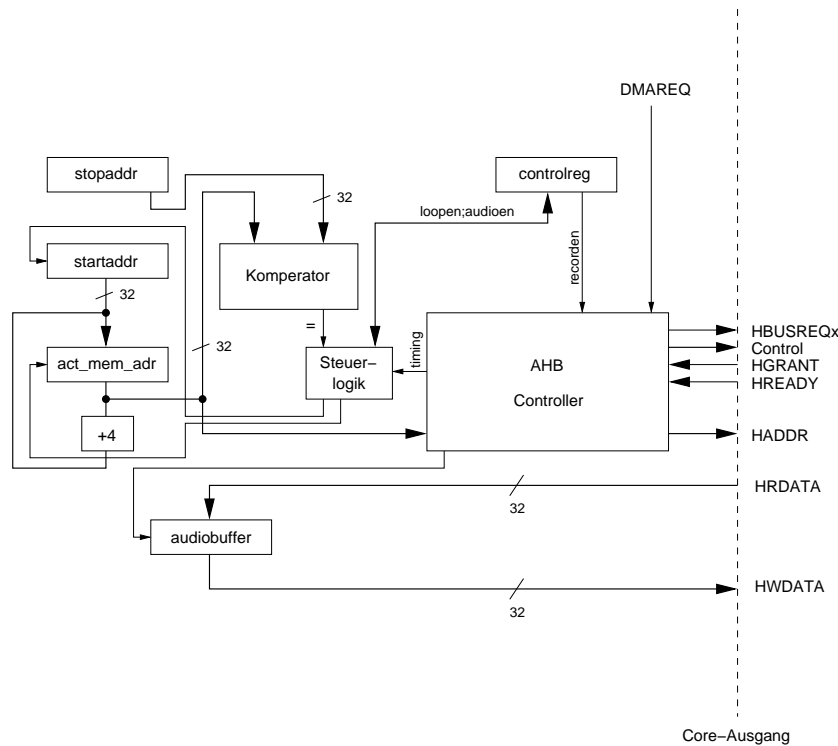 DMAREQ
stopaddr
controlreg
32
loopen;audioen
startaddr
Komperator
recorden
32
=
timing
HBUSREQx
32
Control
act_mem_adr
Steuer–
logik
AHB
Controller
HGRANT
HREADY
+4
HADDR
HRDATA
32
audiobuffer
HWDATA
32
Core–Ausgang